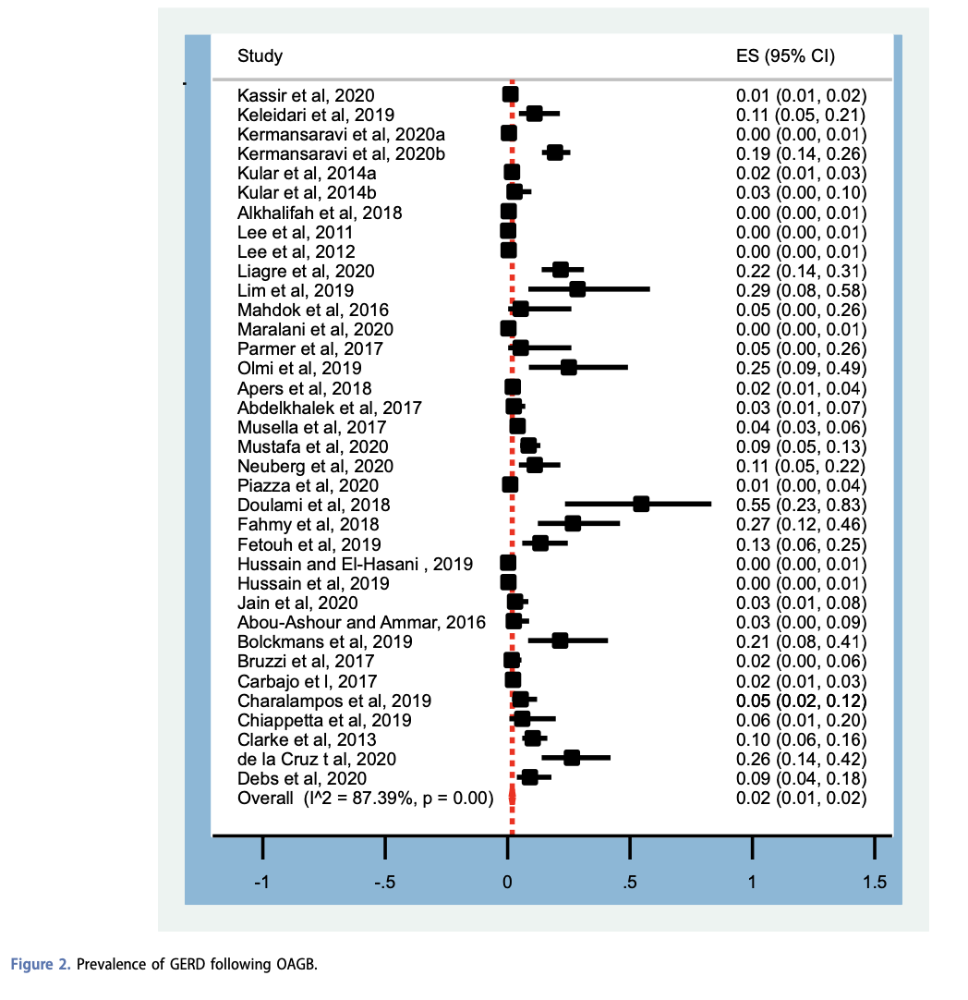 Study ES (95% CI)
Kassir et al, 2020 0.01 (0.01, 0.02)
Keleidari et al, 2019 0.11 (0.05, 0.21)
Kermansaravi et al, 2020a 0.00 (0.00, 0.01)
Kermansaravi et al, 2020b 0.19 (0.14, 0.26)
Kular et al, 2014a 0.02 (0.01, 0.03)
Kular et al, 2014b 0.03 (0.00, 0.10)
Alkhalifah et al, 2018 0.00 (0.00, 0.01)
Lee et al, 2011 0.00 (0.00, 0.01)
Lee et al, 2012 0.00 (0.00, 0.01)
Liagre et al, 2020 0.22 (0.14, 0.31)
Lim et al, 2019 0.29 (0.08, 0.58)
Mahdok et al, 2016 0.05 (0.00, 0.26)
Maralani et al, 2020 0.00 (0.00, 0.01)
Parmer et al, 2017 0.05 (0.00, 0.26)
Olmi et al, 2019 0.25 (0.09, 0.49)
Apers et al, 2018 0.02 (0.01, 0.04)
Abdelkhalek et al, 2017 0.03 (0.01, 0.07)
Musella et al, 2017 0.04 (0.03, 0.06)
Mustafa et al, 2020 0.09 (0.05, 0.13)
Neuberg et al, 2020 0.11 (0.05, 0.22)
Piazza et al, 2020 0.01 (0.00, 0.04)
Doulami et al, 2018 0.55 (0.23, 0.83)
Fahmy et al, 2018 0.27 (0.12, 0.46)
Fetouh et al, 2019 0.13 (0.06, 0.25)
Hussain and El-Hasani , 2019 0.00 (0.00, 0.01)
Hussain et al, 2019 0.00 (0.00, 0.01)
Jain et al, 2020 0.03 (0.01, 0.08)
Abou-Ashour and Ammar, 2016 0.03 (0.00, 0.09)
Bolckmans et al, 2019 0.21 (0.08, 0.41)
Bruzzi et al, 2017 0.02 (0.00, 0.06)
Carbajo et l, 2017 0.02 (0.01, 0.03)
Charalampos et al, 2019 0.05 (0.02, 0.12)
Chiappetta et al, 2019 0.06 (0.01, 0.20)
Clarke et al, 2013 0.10 (0.06, 0.16)
de la Cruz t al, 2020 0.26 (0.14, 0.42)
Debs et al, 2020 0.09 (0.04, 0.18)
Overall (I^2 = 87.39%, p = 0.00) 0.02 (0.01, 0.02)
-1 -.5 0 .5 1 1.5
Figure 2. Prevalence of GERD following OAGB.